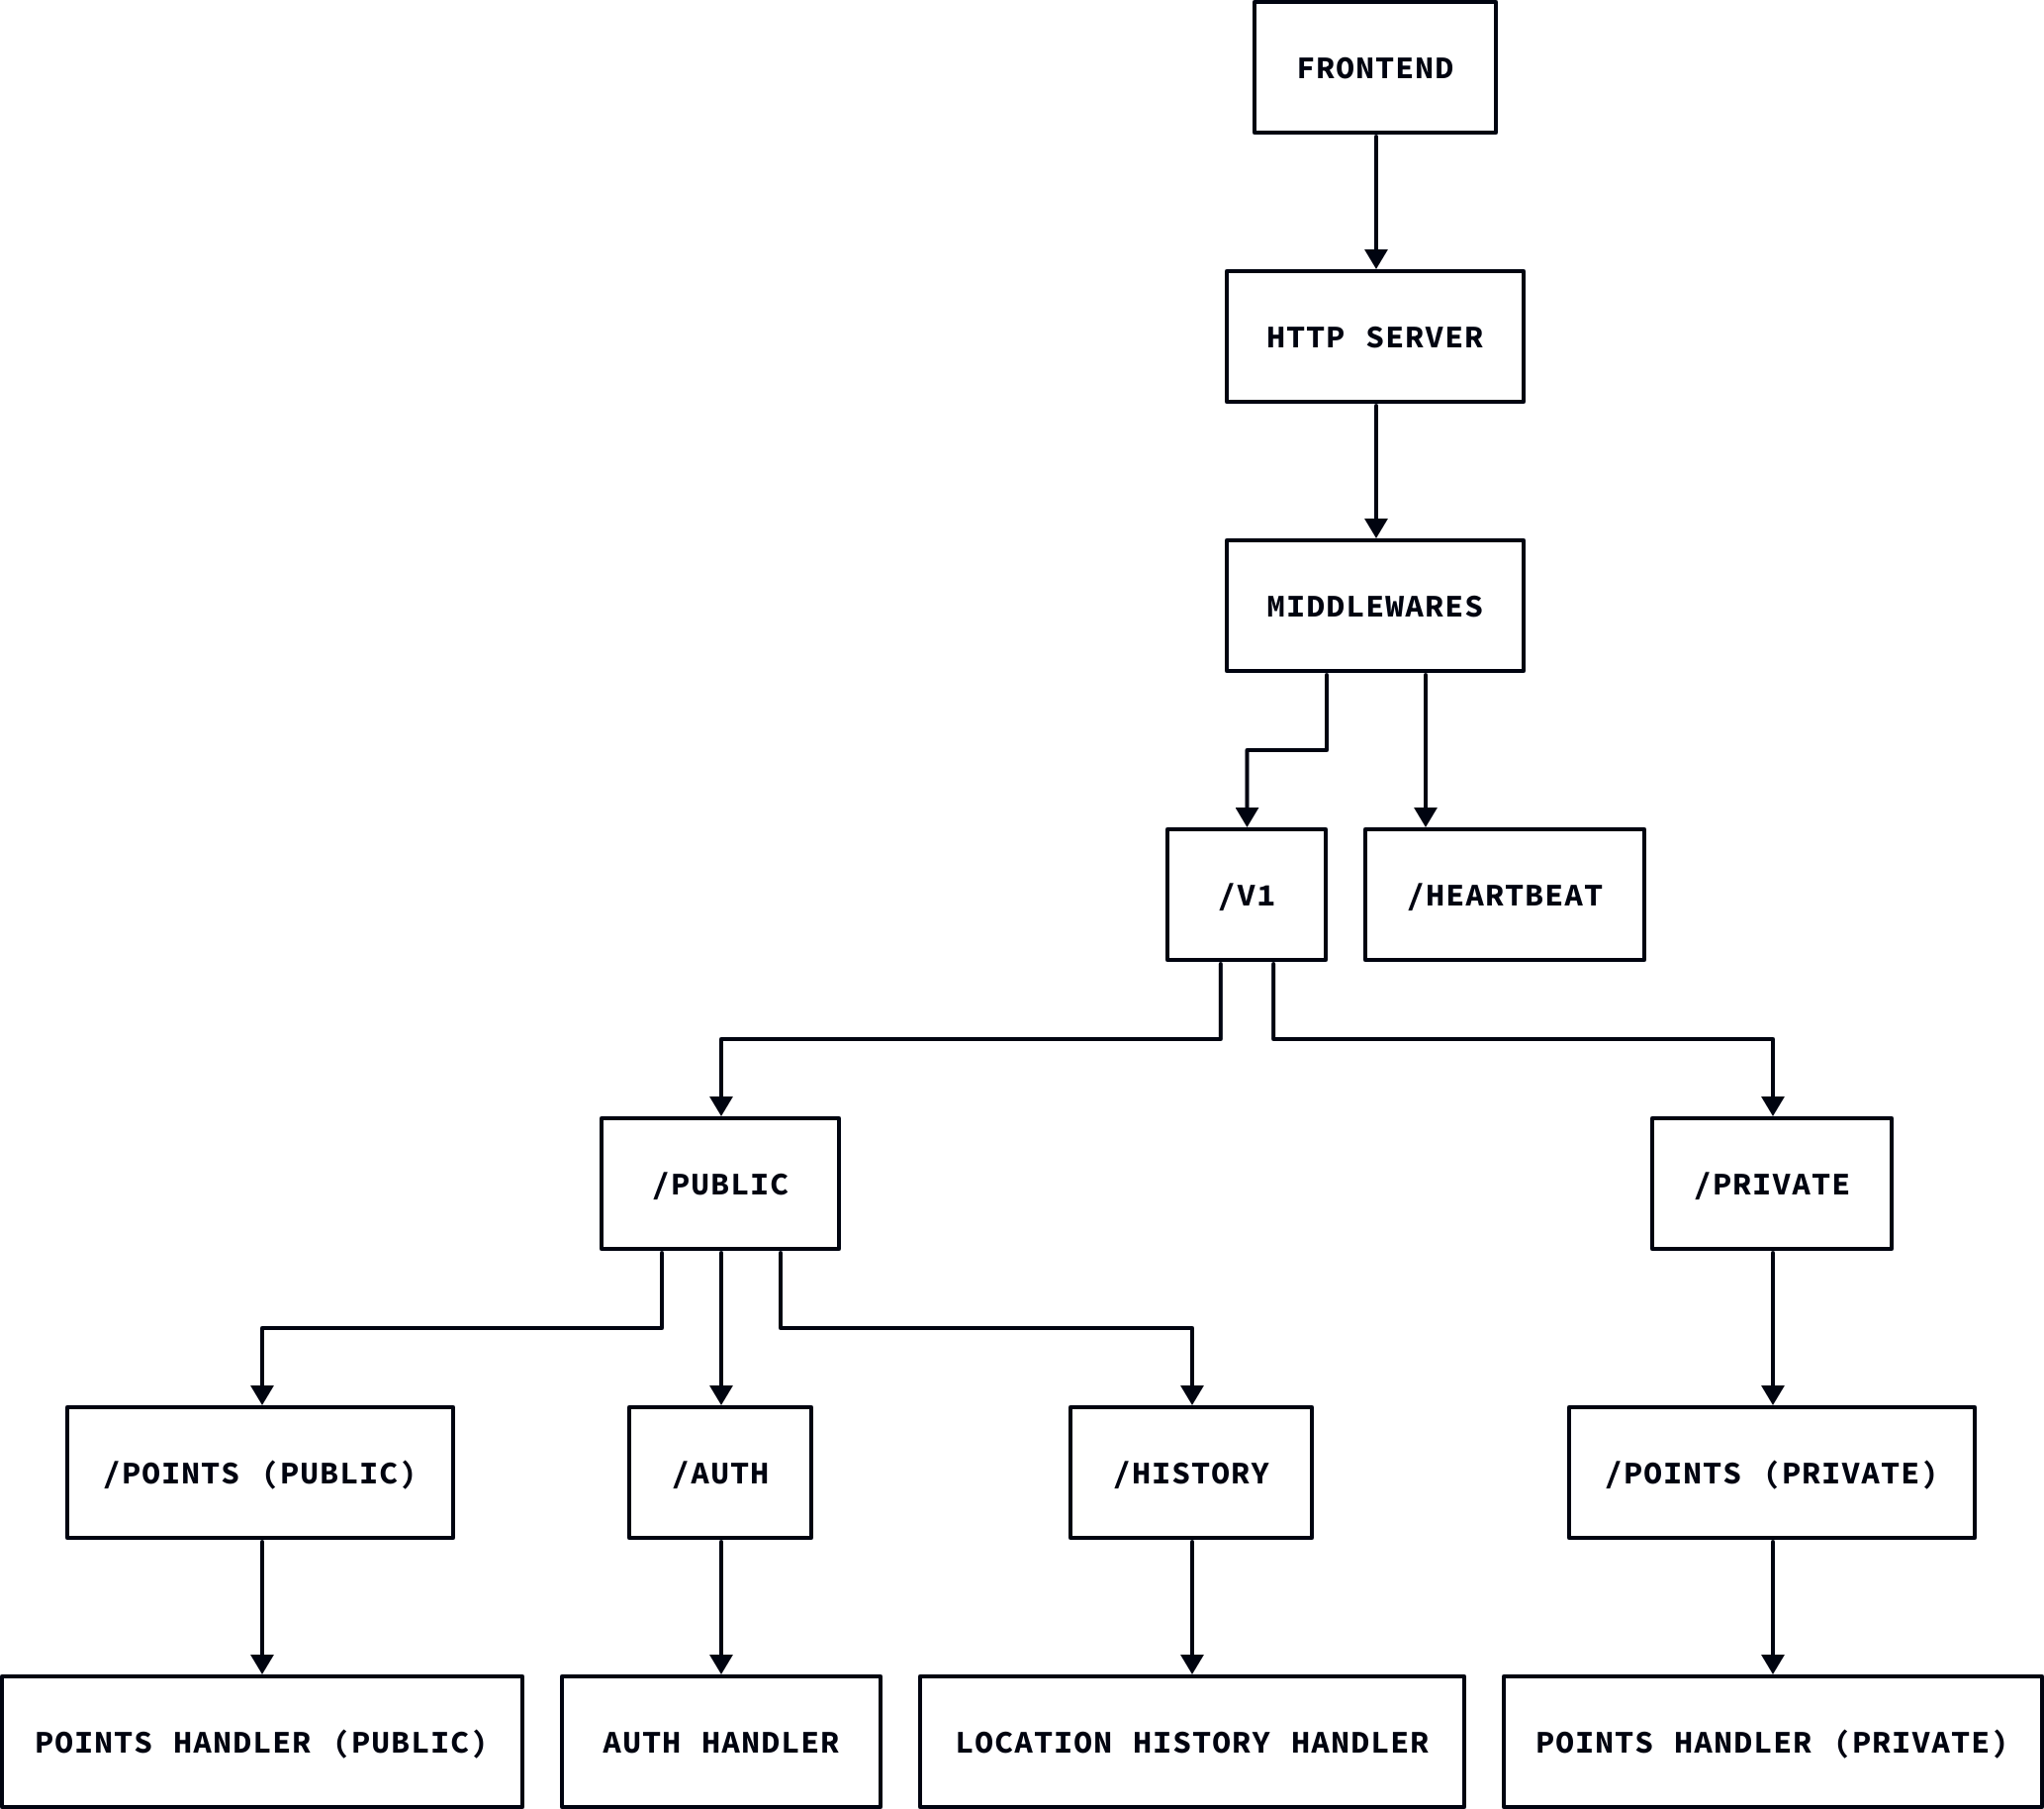 FRONTEND
HTTP SERVER
MIDDLEWARES
/V1
/HEARTBEAT
/PUBLIC
/PRIVATE
/POINTS (PUBLIC)
/AUTH
/HISTORY
/POINTS (PRIVATE)
POINTS HANDLER (PUBLIC)
AUTH HANDLER
LOCATION HISTORY HANDLER
POINTS HANDLER (PRIVATE)